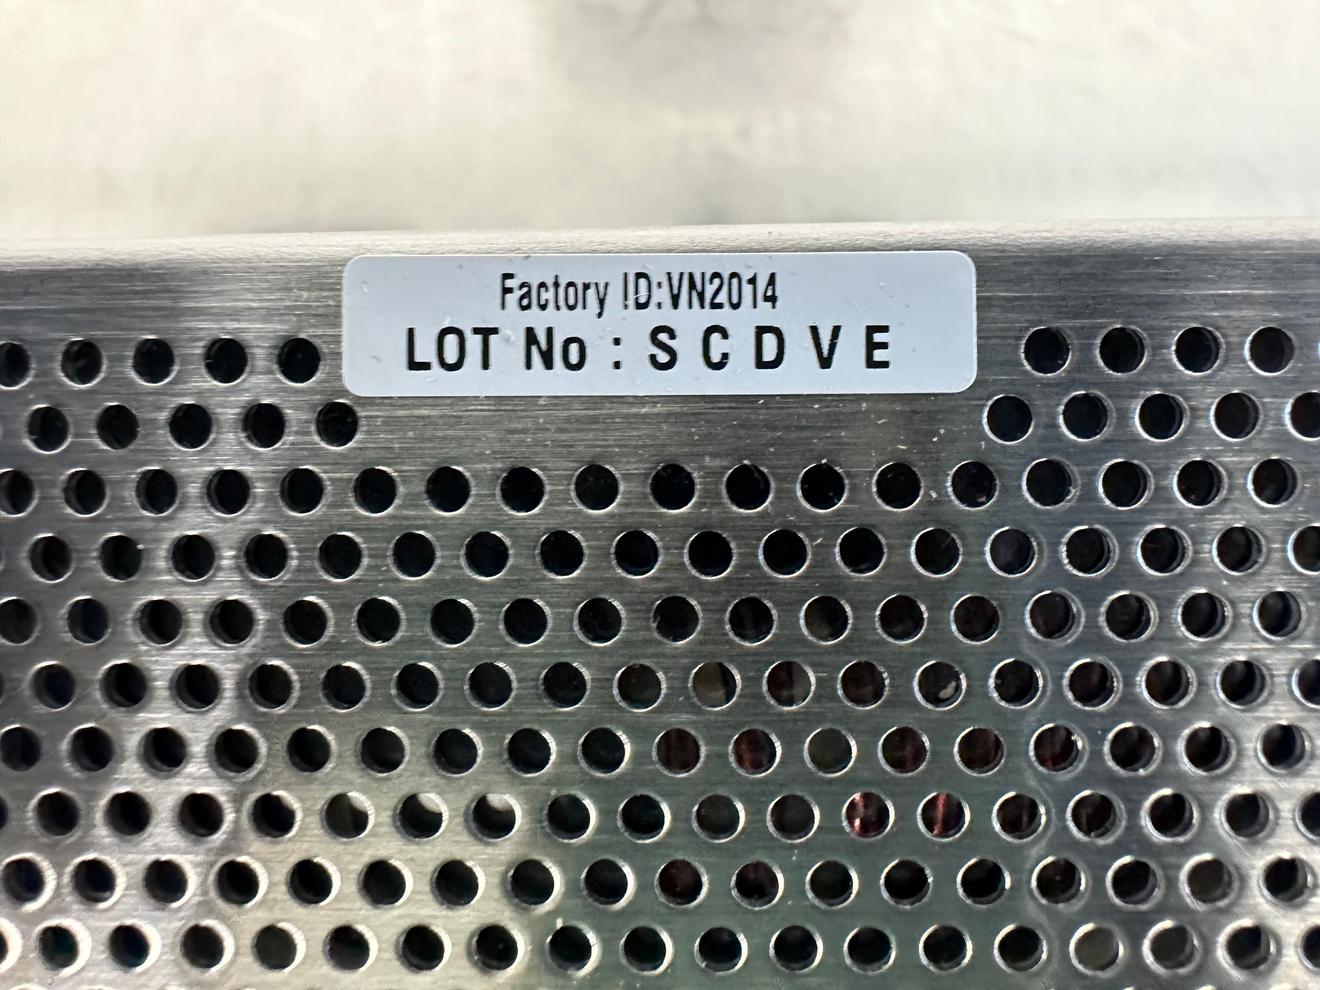 Factory ID:VN2014
LOT No : S C D V E